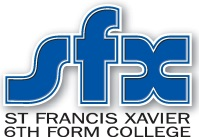 sfx
ST FRANCIS XAVIER
6TH FORM COLLEGE